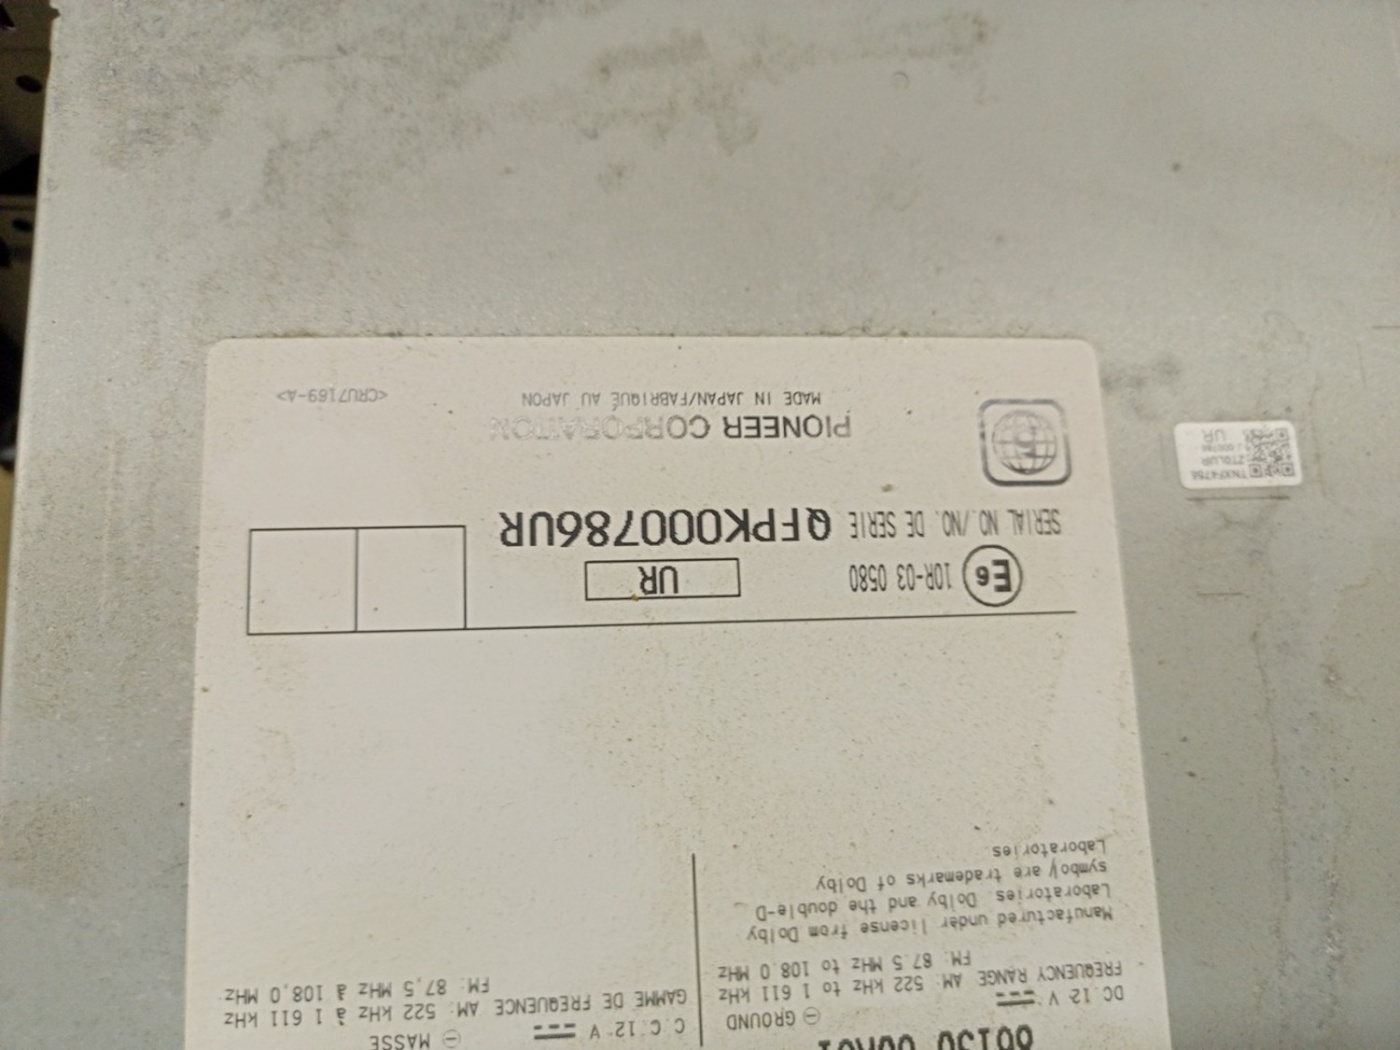 ⊖ GROUND
DC 12 V
FREQUENCY RANGE AM: 522 kHz to 1 611 kHz
FM: 87.5 MHz to 108.0 MHz
Manufactured under license from Dolby
Laboratories. Dolby and the double-D
symbol are trademarks of Dolby
Laboratories
⊖ MASSE
C.C.12 V
GAMME DE FREQUENCE AM: 522 kHz à 1 611 kHz
FM: 87,5 MHz à 108,0 MHz
E6 10R-03 0580
UR
SERIAL NO./NO. DE SERIE QFPK000786UR
PIONEER CORPORATION
MADE IN JAPAN/FABRIQUÉ AU JAPON
<CRU7169-A>
UR